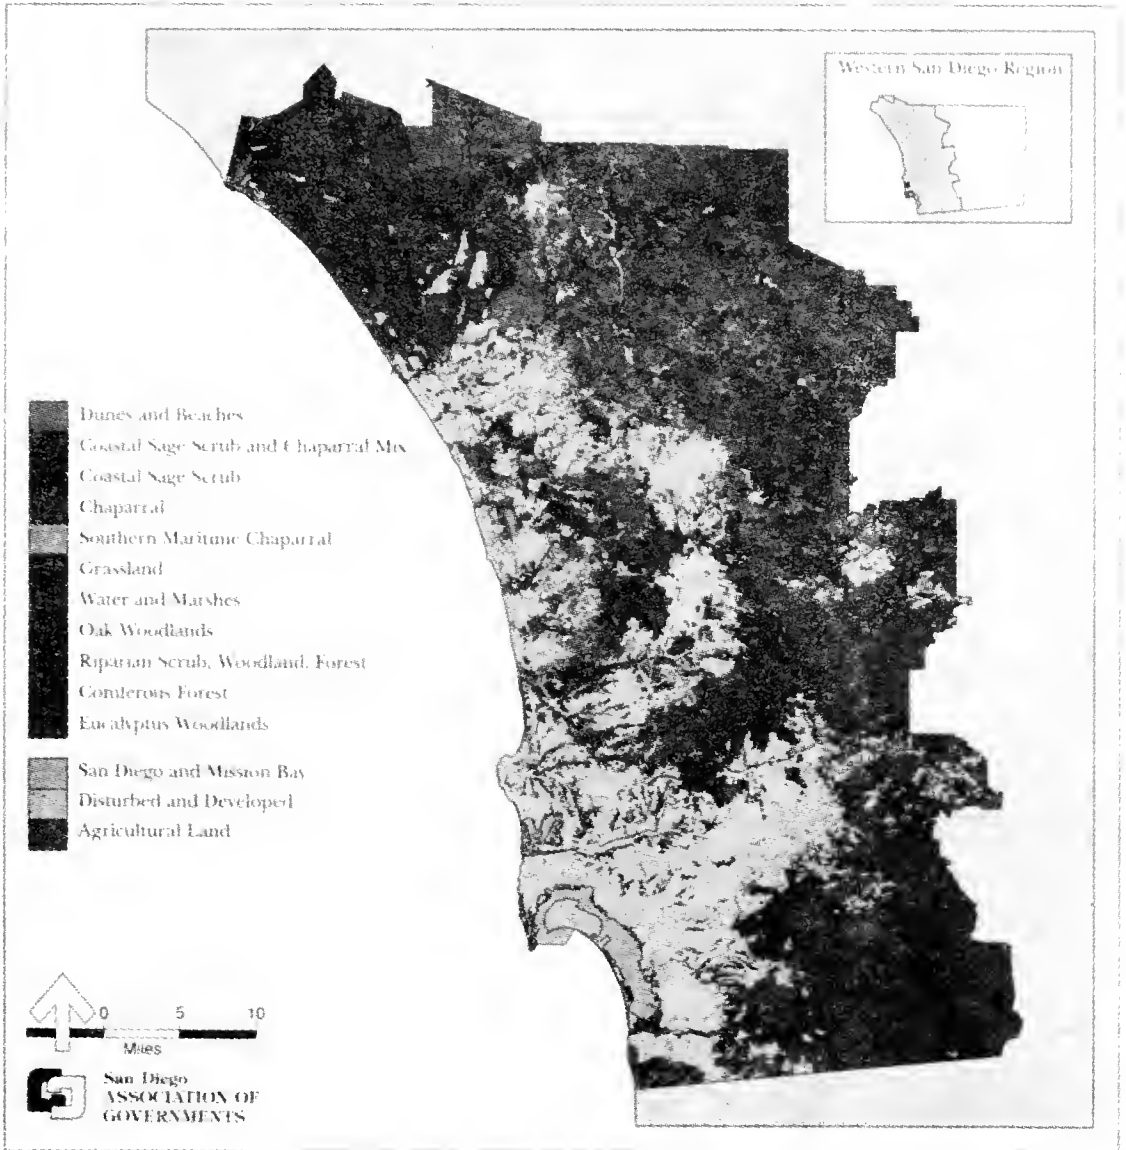 Western San Diego Region
Dunes and Beaches
Coastal Sage Scrub and Chaparral Mix
Coastal Sage Scrub
Chaparral
Southern Maritime Chaparral
Grassland
Water and Marshes
Oak Woodlands
Riparian Scrub, Woodland, Forest
Coniferous Forest
Eucalyptus Woodlands
San Diego and Mission Bay
Disturbed and Developed
Agricultural Land
0 5 10
Miles
San Diego
ASSOCIATION OF
GOVERNMENTS